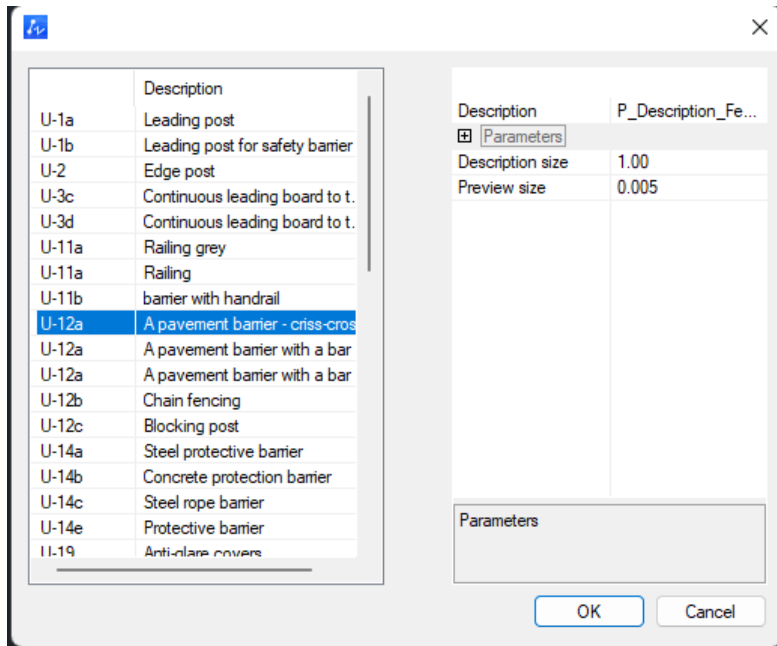 Description
U-1a Leading post
U-1b Leading post for safety barrier
U-2 Edge post
U-3c Continuous leading board to t.
U-3d Continuous leading board to t.
U-11a Railing grey
U-11a Railing
U-11b barrier with handrail
U-12a A pavement barrier - criss-cros
U-12a A pavement barrier with a bar
U-12a A pavement barrier with a bar
U-12b Chain fencing
U-12c Blocking post
U-14a Steel protective barrier
U-14b Concrete protection barrier
U-14c Steel rope barrier
U-14e Protective barrier
U-19 Anti-glare covers
Description P_Description_Fe...
Parameters
Description size 1.00
Preview size 0.005
Parameters
OK Cancel